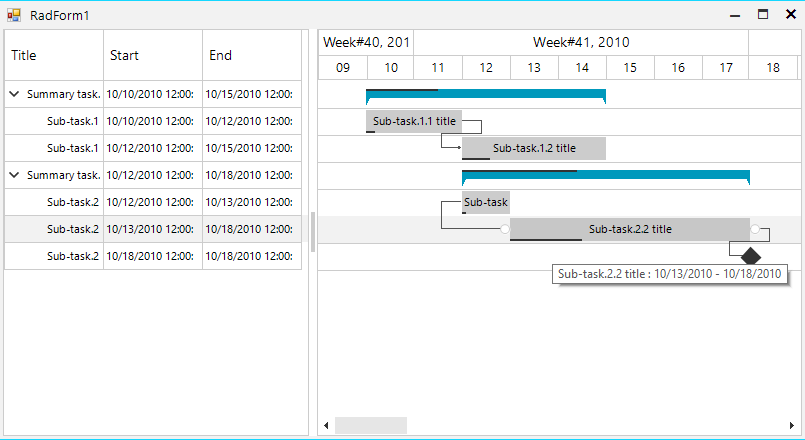 RadForm1
Title Start End
Week#40, 201 Week#41, 2010
09 10 11 12 13 14 15 16 17 18
Summary task. 10/10/2010 12:00: 10/15/2010 12:00:
Sub-task.1 10/10/2010 12:00: 10/12/2010 12:00: Sub-task.1.1 title
Sub-task.1 10/12/2010 12:00: 10/15/2010 12:00: Sub-task.1.2 title
Summary task. 10/12/2010 12:00: 10/18/2010 12:00:
Sub-task.2 10/12/2010 12:00: 10/13/2010 12:00: Sub-task
Sub-task.2 10/13/2010 12:00: 10/18/2010 12:00: Sub-task.2.2 title
Sub-task.2 10/18/2010 12:00: 10/18/2010 12:00:
Sub-task.2.2 title : 10/13/2010 - 10/18/2010